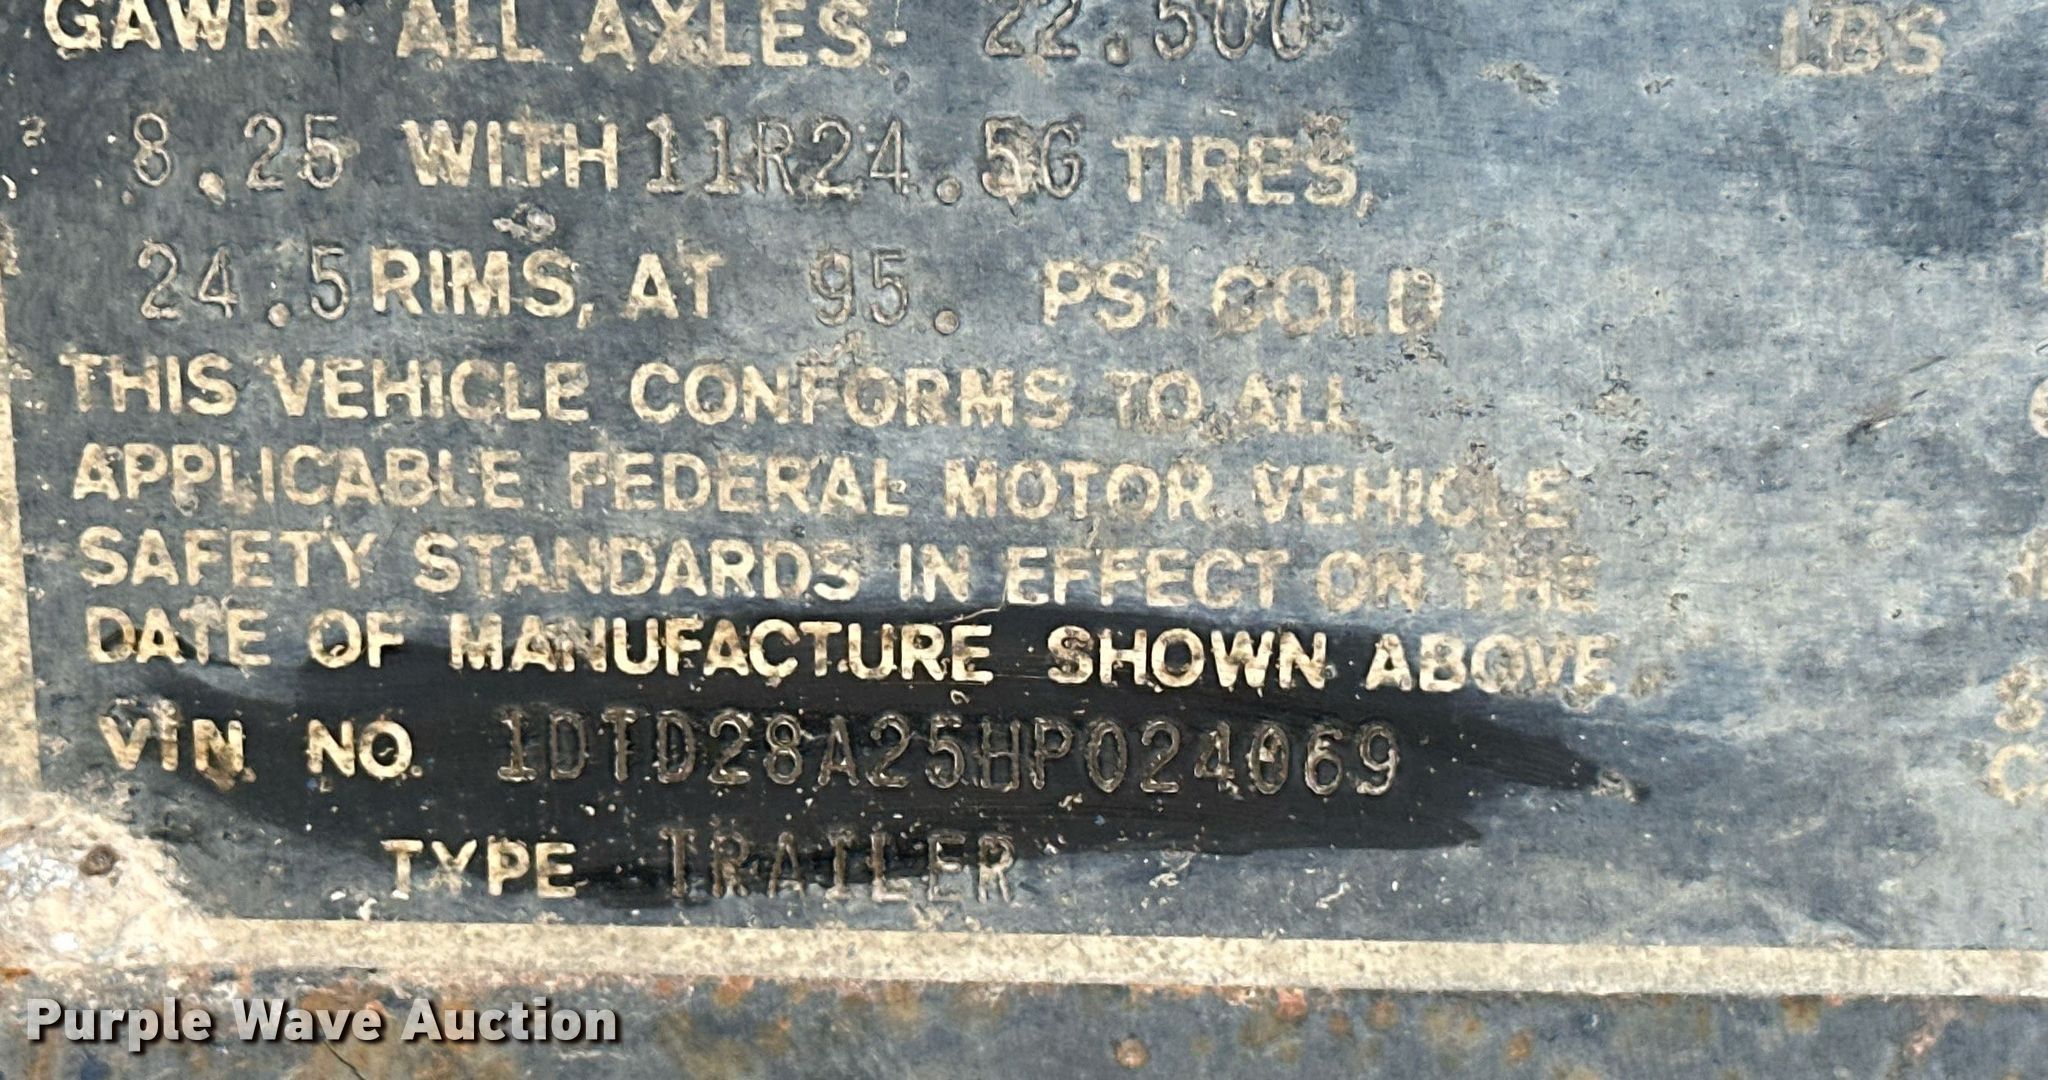 GAWR: ALL AXLES- 22.500 LBS
8.25 WITH 11R24.5G TIRES,
24.5 RIMS, AT 95. PSI COLD
THIS VEHICLE CONFORMS TO ALL
APPLICABLE FEDERAL MOTOR VEHICLE
SAFETY STANDARDS IN EFFECT ON THE
DATE OF MANUFACTURE SHOWN ABOVE
VIN NO. 1DTD28A25HP024069
TYPE TRAILER
Purple Wave Auction